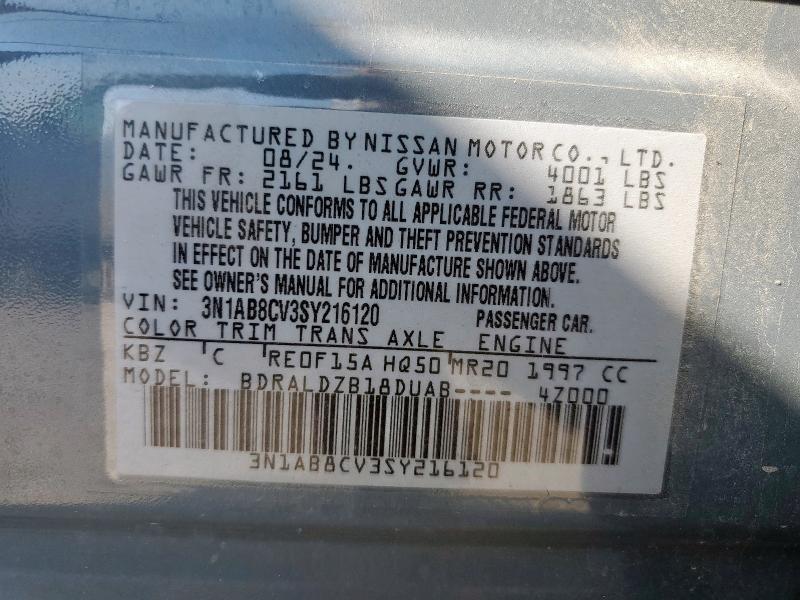 MANUFACTURED BY NISSAN MOTOR CO., LTD.
DATE: 08/24. GVWR: 4001 LBS
GAWR FR: 2161 LBS GAWR RR: 1863 LBS
THIS VEHICLE CONFORMS TO ALL APPLICABLE FEDERAL MOTOR
VEHICLE SAFETY, BUMPER AND THEFT PREVENTION STANDARDS
IN EFFECT ON THE DATE OF MANUFACTURE SHOWN ABOVE.
SEE OWNER'S MANUAL FOR ADDITIONAL INFORMATION.
VIN: 3N1AB8CV3SY216120 PASSENGER CAR.
COLOR TRIM TRANS AXLE ENGINE
KBZ C RE0F15A HQ50 MR20 1997 CC
MODEL: BDRALDZB18DUAB---- 4Z000
3N1AB8CV3SY216120